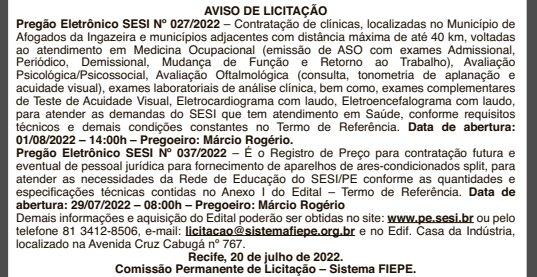 AVISO DE LICITAÇÃO
Pregão Eletrônico SESI Nº 027/2022 – Contratação de clínicas, localizadas no Município de
Afogados da Ingazeira e municípios adjacentes com distância máxima de até 40 km, voltadas
ao atendimento em Medicina Ocupacional (emissão de ASO com exames Admissional,
Periódico, Demissional, Mudança de Função e Retorno ao Trabalho), Avaliação
Psicológica/Psicossocial, Avaliação Oftalmológica (consulta, tonometria de aplanação e
acuidade visual), exames laboratoriais de análise clínica, bem como, exames complementares
de Teste de Acuidade Visual, Eletrocardiograma com laudo, Eletroencefalograma com laudo,
para atender as demandas do SESI que tem atendimento em Saúde, conforme requisitos
técnicos e demais condições constantes no Termo de Referência. Data de abertura:
01/08/2022 – 14:00h – Pregoeiro: Márcio Rogério.
Pregão Eletrônico SESI Nº 037/2022 – É o Registro de Preço para contratação futura e
eventual de pessoal jurídica para fornecimento de aparelhos de ares-condicionados split, para
atender as necessidades da Rede de Educação do SESI/PE conforme as quantidades e
especificações técnicas contidas no Anexo I do Edital – Termo de Referência. Data de
abertura: 29/07/2022 – 08:00h – Pregoeiro: Márcio Rogério
Demais informações e aquisição do Edital poderão ser obtidas no site: www.pe.sesi.br ou pelo
telefone 81 3412-8506, e-mail: licitacao@sistemafiepe.org.br e no Edif. Casa da Indústria,
localizado na Avenida Cruz Cabugá n° 767.
Recife, 20 de julho de 2022.
Comissão Permanente de Licitação – Sistema FIEPE.